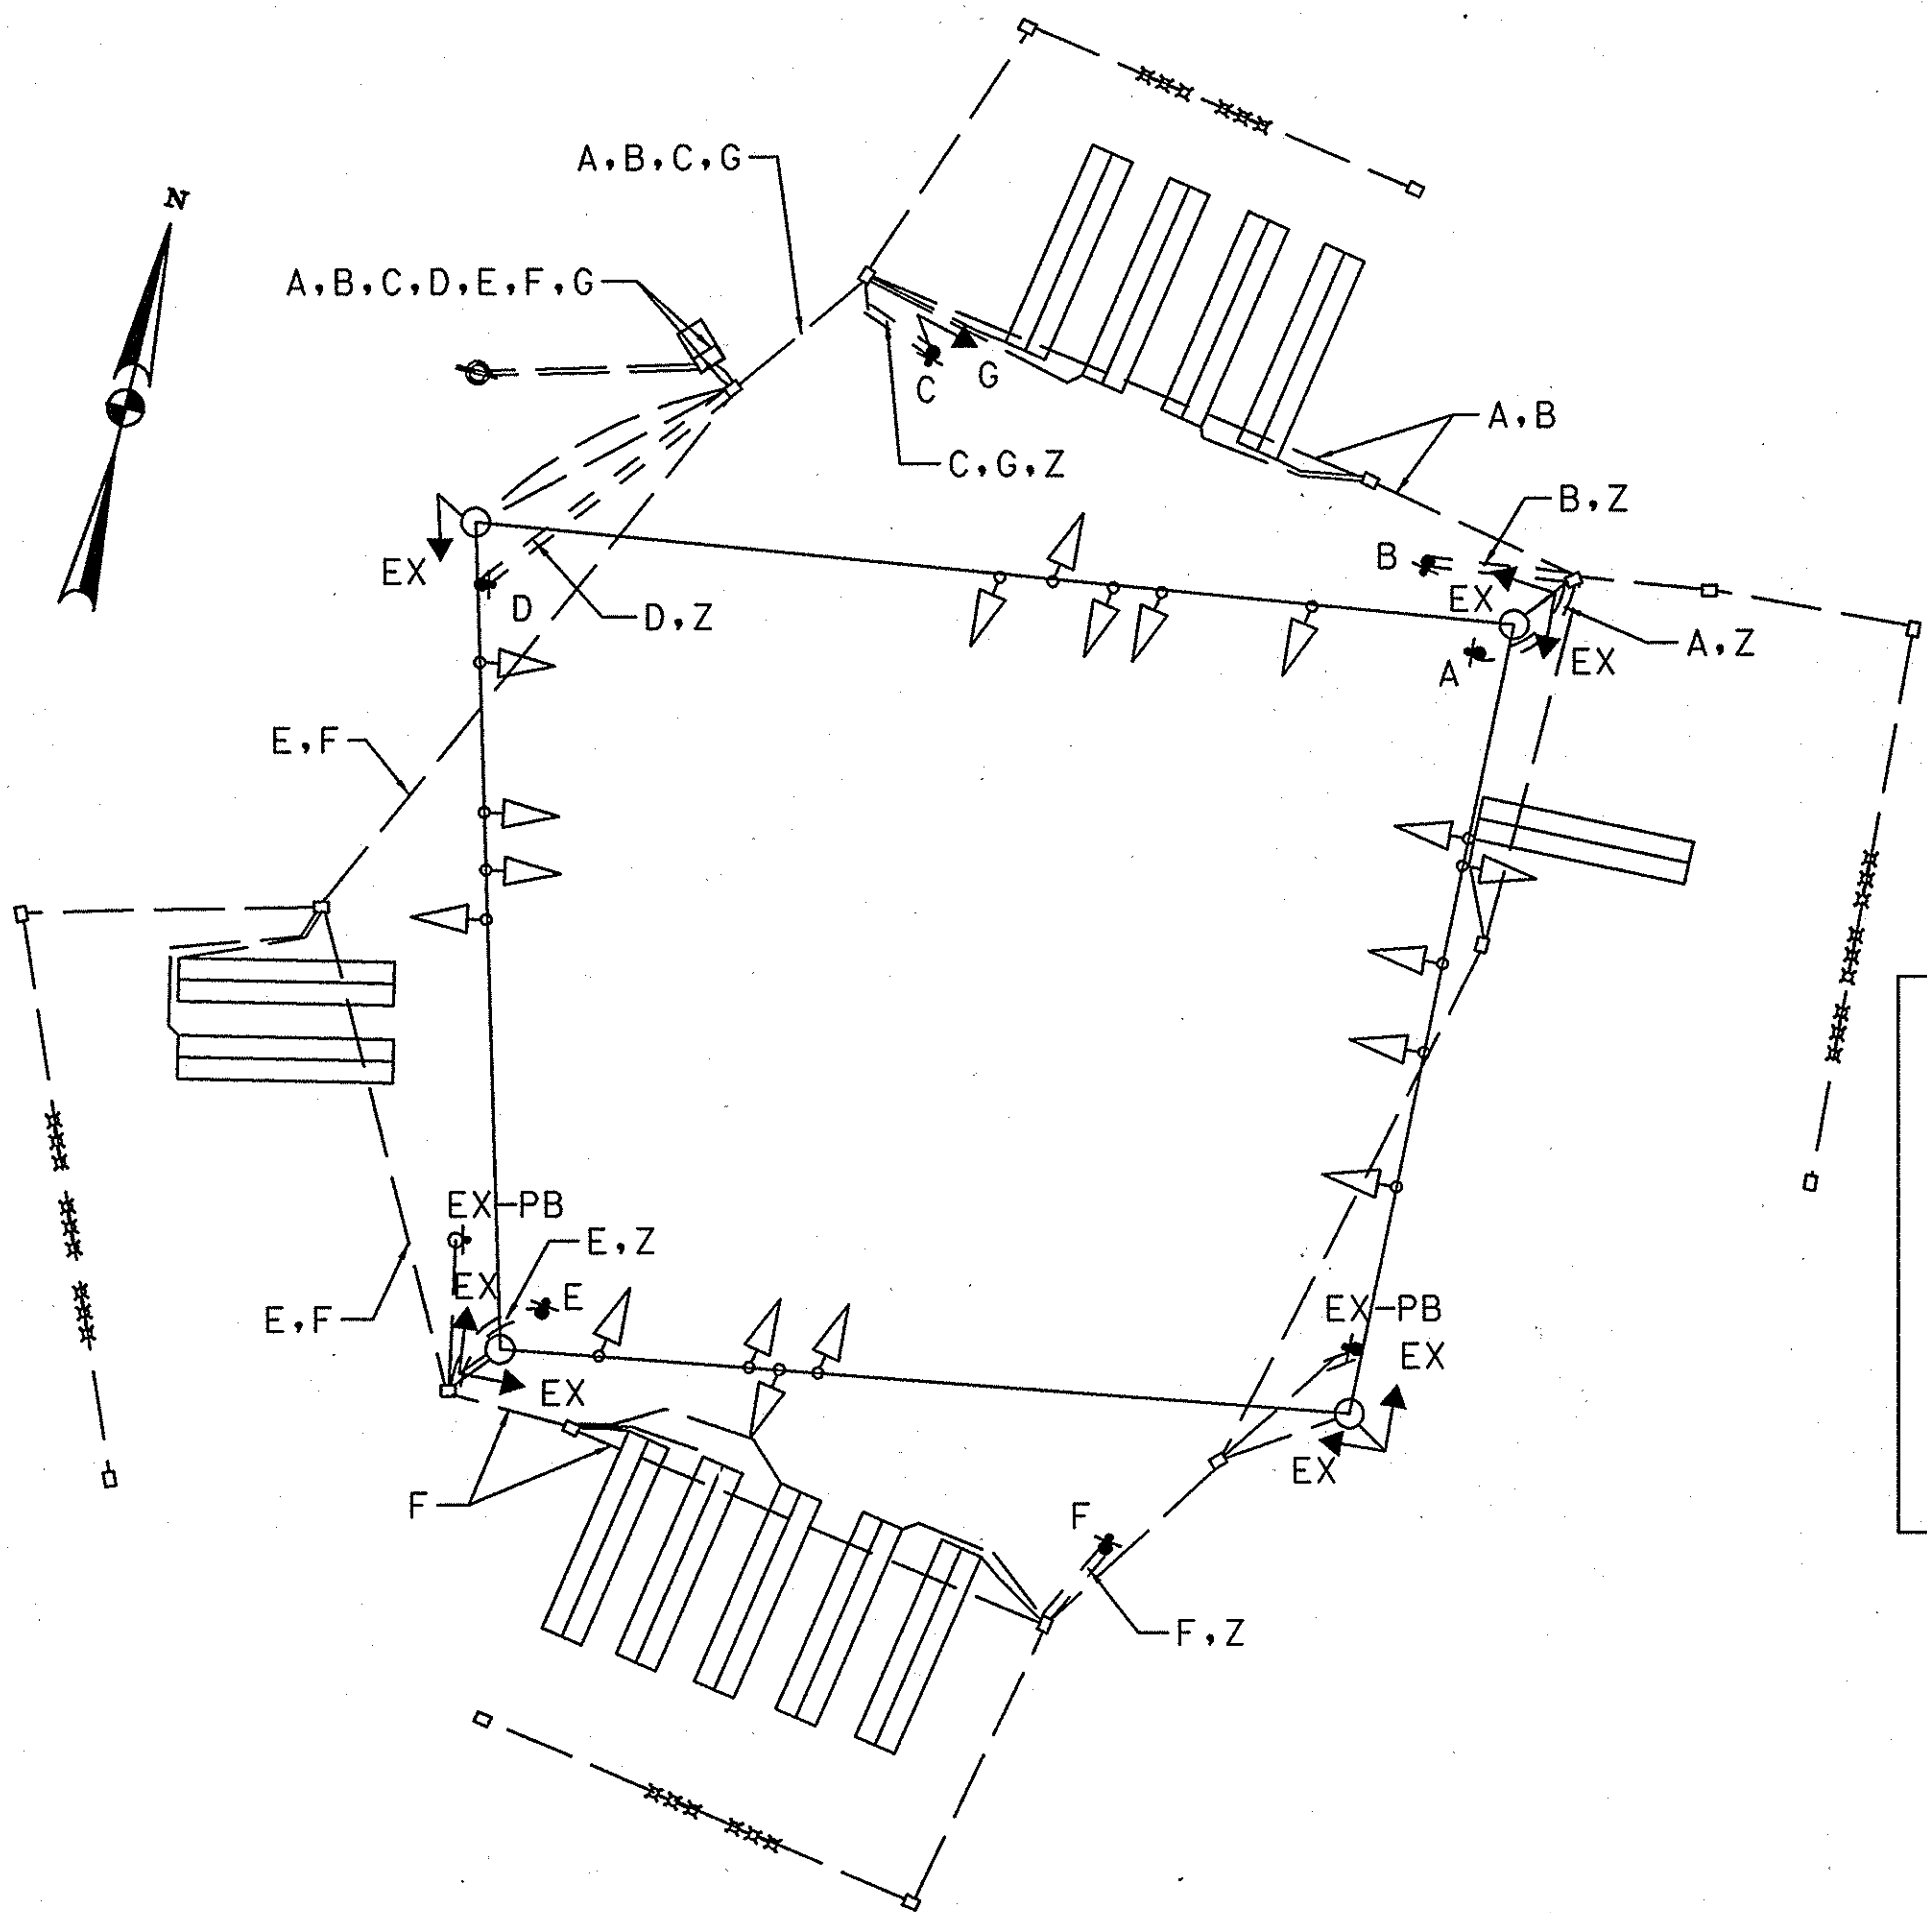 N
A,B,C,G
A,B,C,D,E,F,G
C
G
A,B
C,G,Z
B,Z
B
EX
EX
D
D,Z
A
EX
A,Z
E,F
EX-PB
E,Z
EX
E
E,F
EX-PB
EX
EX
EX
F
F
F,Z